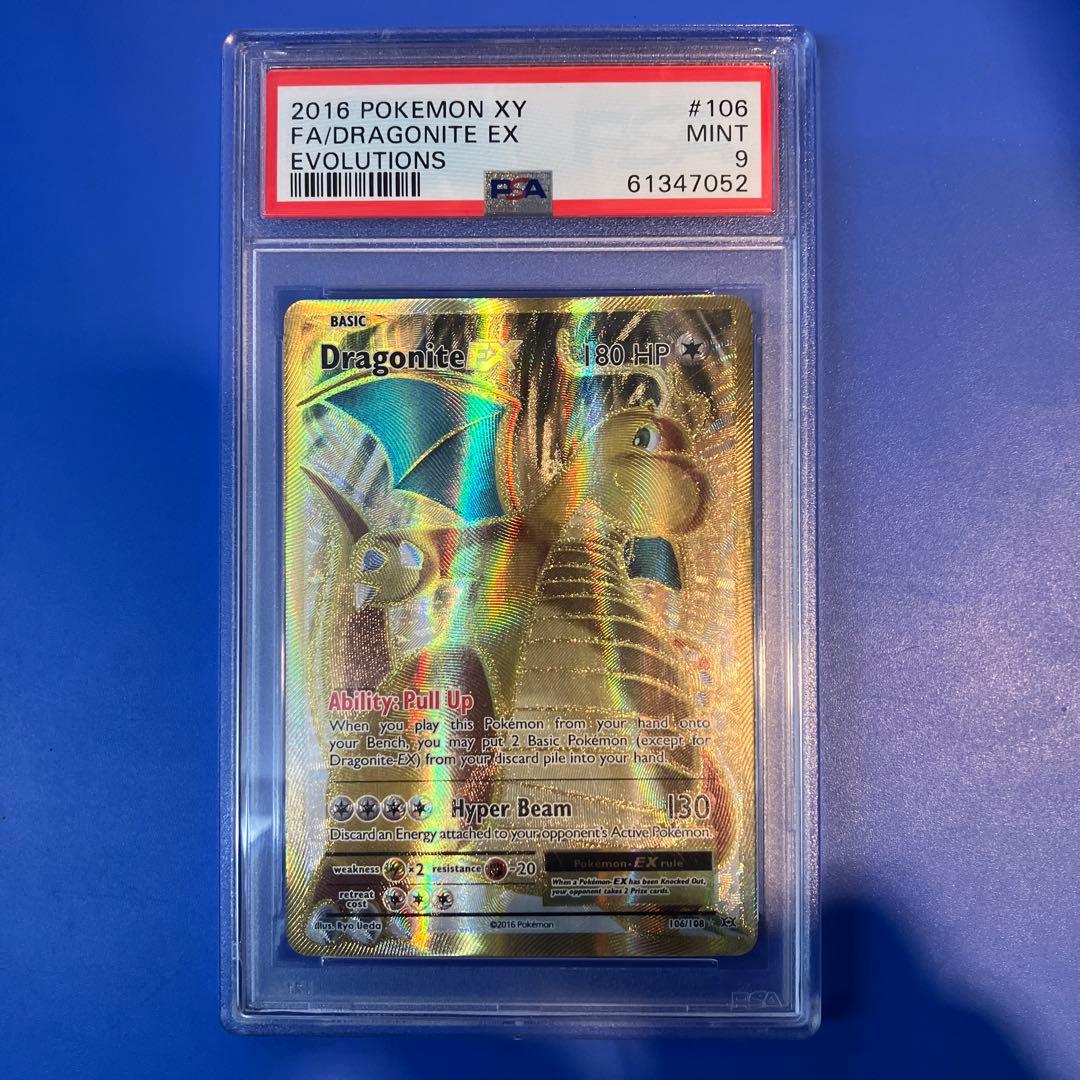 2016 POKEMON XY #106
FA/DRAGONITE EX MINT
EVOLUTIONS 9
PSA 61347052
BASIC
Dragonite EX 180 HP
Ability: Pull Up
When you play this Pokémon from your hand onto
your Bench, you may put 2 Basic Pokémon (except for
Dragonite-EX) from your discard pile into your hand.
Hyper Beam 130
Discard an Energy attached to your opponent's Active Pokémon.
weakness ×2 resistance -20
Pokémon-EX rule
When a Pokémon-EX has been Knocked Out,
your opponent takes 2 Prize cards.
retreat
cost
illus. Ryo Ueda ©2016 Pokémon 106/108
PSA